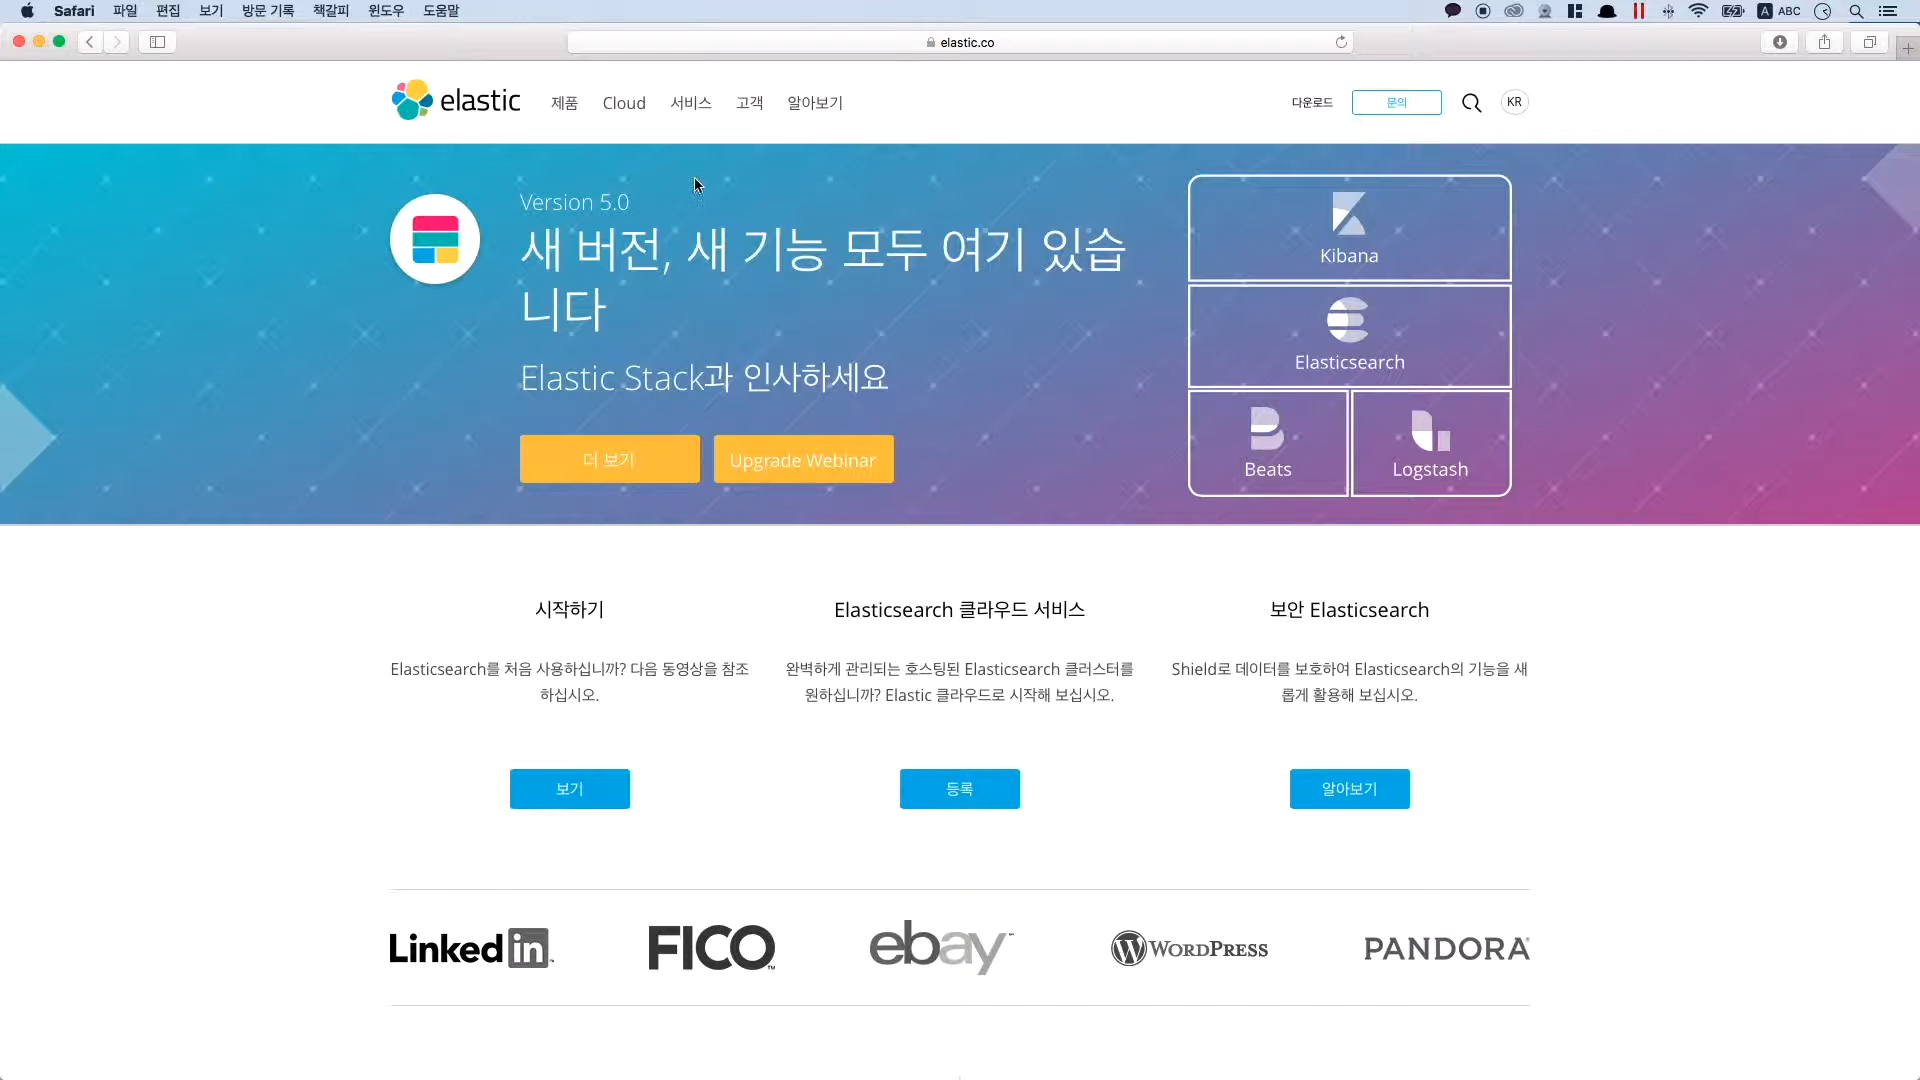 Safari 파일 편집 보기 방문 기록 책갈피 윈도우 도움말
A ABC
elastic.co
elastic 제품 Cloud 서비스 고객 알아보기
다운로드 문의 KR
Version 5.0
새 버전, 새 기능 모두 여기 있습
니다
Elastic Stack과 인사하세요
더 보기 Upgrade Webinar
Kibana
Elasticsearch
Beats Logstash
시작하기
Elasticsearch를 처음 사용하십니까? 다음 동영상을 참조
하십시오.
보기
Elasticsearch 클라우드 서비스
완벽하게 관리되는 호스팅된 Elasticsearch 클러스터를
원하십니까? Elastic 클라우드로 시작해 보십시오.
등록
보안 Elasticsearch
Shield로 데이터를 보호하여 Elasticsearch의 기능을 새
롭게 활용해 보십시오.
알아보기
Linked in™ FICO™ ebay™ WORDPRESS PANDORA®